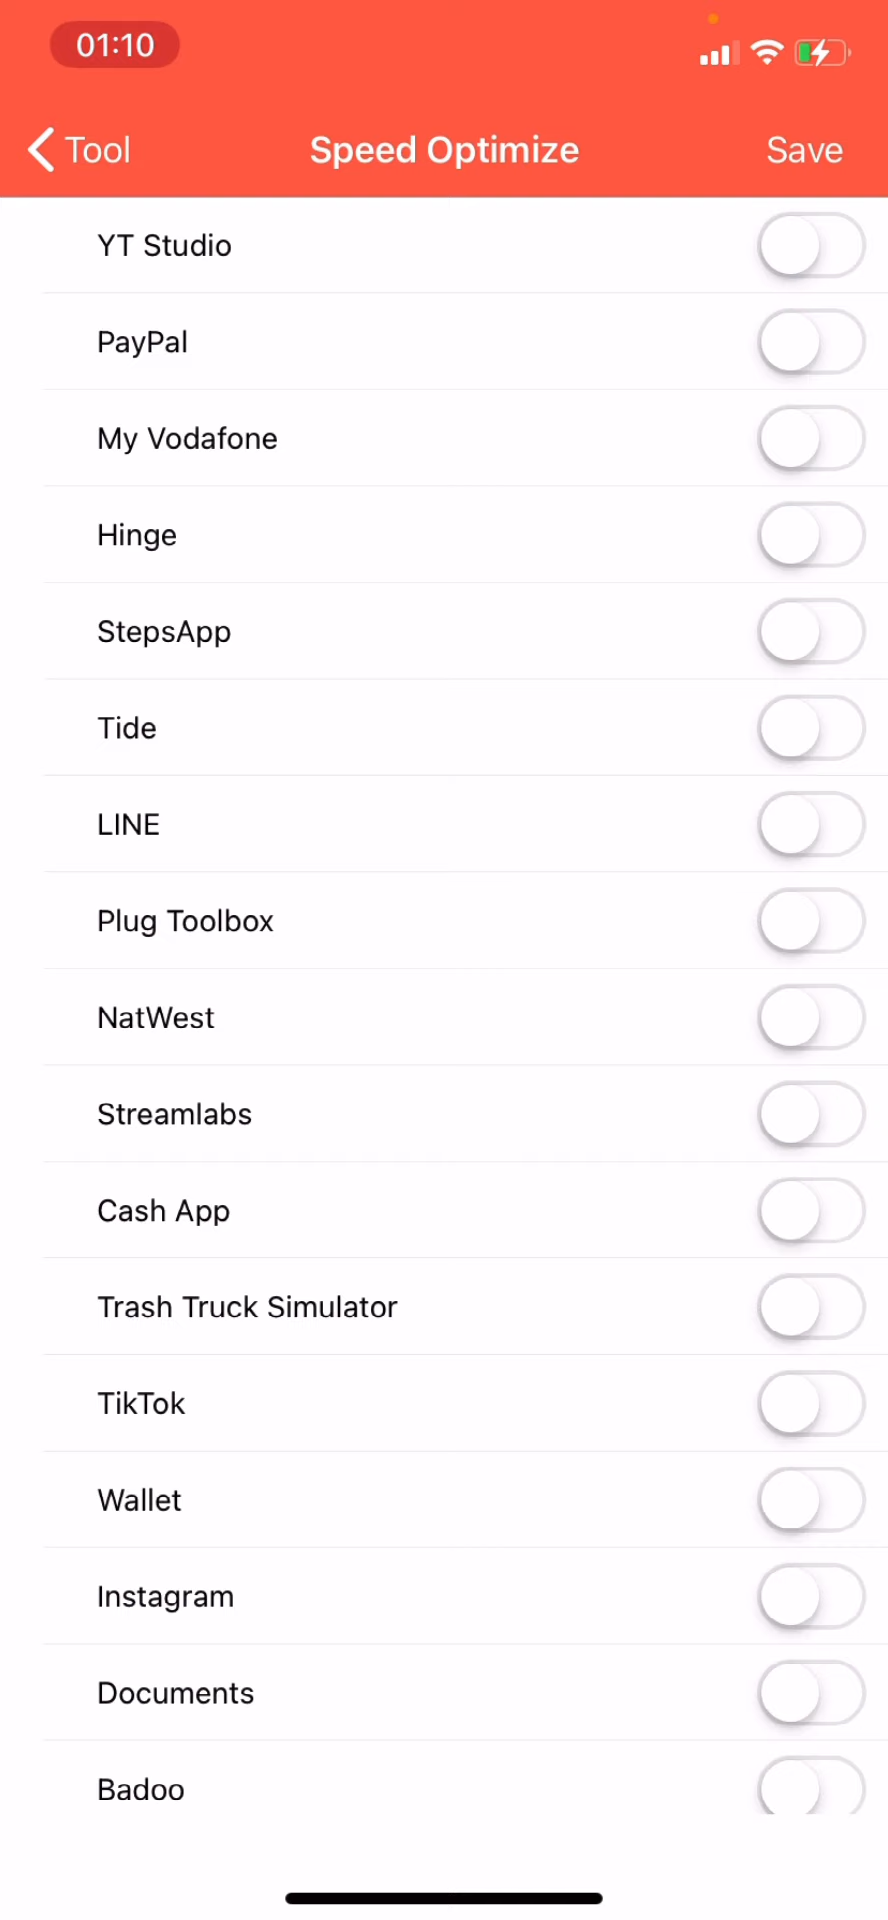 01:10
Tool
Speed Optimize
Save
YT Studio
PayPal
My Vodafone
Hinge
StepsApp
Tide
LINE
Plug Toolbox
NatWest
Streamlabs
Cash App
Trash Truck Simulator
TikTok
Wallet
Instagram
Documents
Badoo